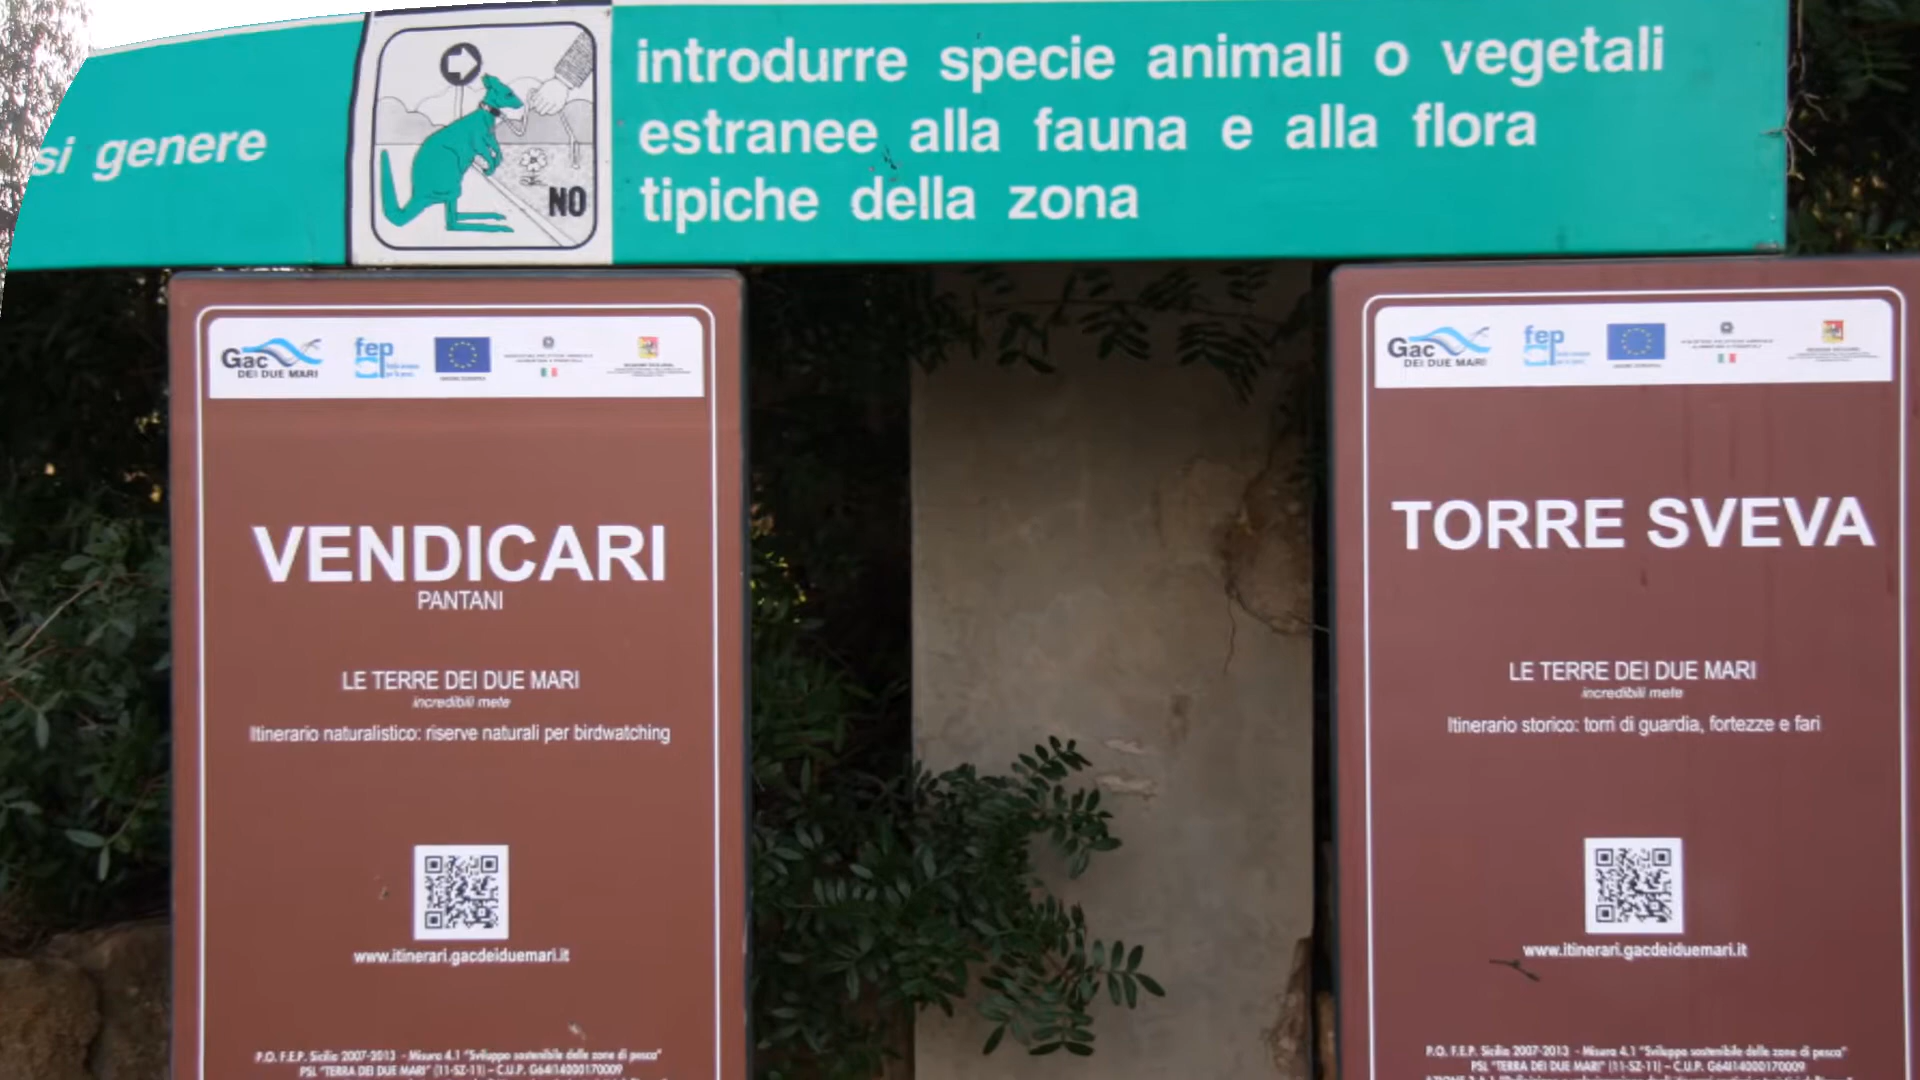 si genere
NO
introdurre specie animali o vegetali
estranee alla fauna e alla flora
tipiche della zona
Gac
DEI DUE MARI
fep
VENDICARI
PANTANI
LE TERRE DEI DUE MARI
incredibili mete
Itinerario naturalistico: riserve naturali per birdwatching
www.itinerari.gacdeiduemari.it
P.O. F.E.P. Sicilia 2007-2013 - Misura 4.1 "Sviluppo sostenibile delle zone di pesca"
PSL "TERRA DEI DUE MARI" (11-SZ-11) – C.U.P. G64I14000170009
Gac
DEI DUE MARI
fep
TORRE SVEVA
LE TERRE DEI DUE MARI
incredibili mete
Itinerario storico: torri di guardia, fortezze e fari
www.itinerari.gacdeiduemari.it
P.O. F.E.P. Sicilia 2007-2013 - Misura 4.1 "Sviluppo sostenibile delle zone di pesca"
PSL "TERRA DEI DUE MARI" (11-SZ-11) – C.U.P. G64I14000170009